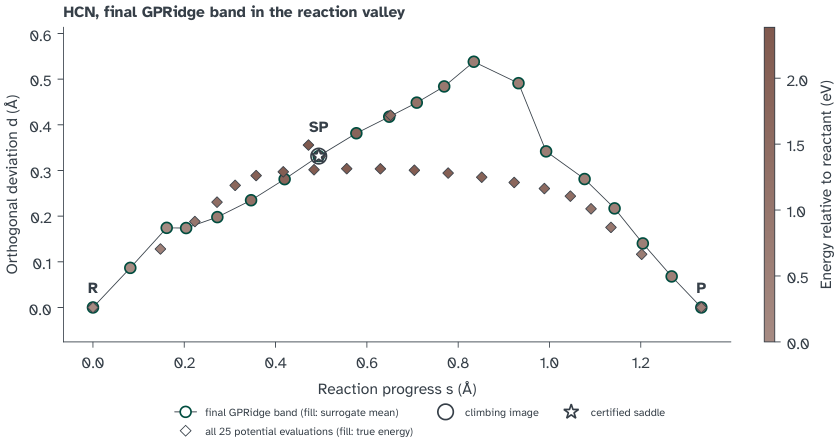 HCN, final GPRidge band in the reaction valley
0.6
0.5
0.4
0.3
0.2
0.1
0.0
Orthogonal deviation d (Å)
R
SP
P
0.0 0.2 0.4 0.6 0.8 1.0 1.2
Reaction progress s (Å)
2.0
1.5
1.0
0.5
0.0
Energy relative to reactant (eV)
final GPRidge band (fill: surrogate mean) climbing image certified saddle
all 25 potential evaluations (fill: true energy)